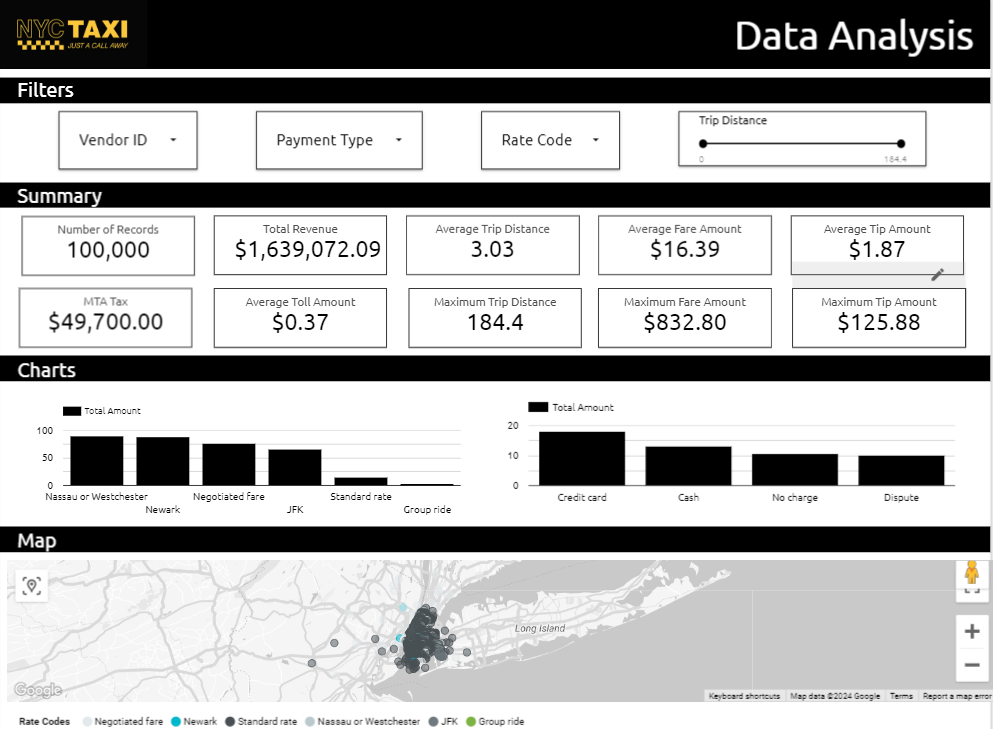 NYC TAXI
JUST A CALL AWAY
Data Analysis
Filters
Vendor ID
Payment Type
Rate Code
Trip Distance
0
184.4
Summary
Number of Records
100,000
Total Revenue
$1,639,072.09
Average Trip Distance
3.03
Average Fare Amount
$16.39
Average Tip Amount
$1.87
MTA Tax
$49,700.00
Average Toll Amount
$0.37
Maximum Trip Distance
184.4
Maximum Fare Amount
$832.80
Maximum Tip Amount
$125.88
Charts
Total Amount
100
50
0
Nassau or Westchester
Newark
Negotiated fare
JFK
Standard rate
Group ride
Total Amount
20
10
0
Credit card
Cash
No charge
Dispute
Map
Long Island
Google
Keyboard shortcuts
Map data ©2024 Google
Terms
Report a map error
Rate Codes
Negotiated fare
Newark
Standard rate
Nassau or Westchester
JFK
Group ride